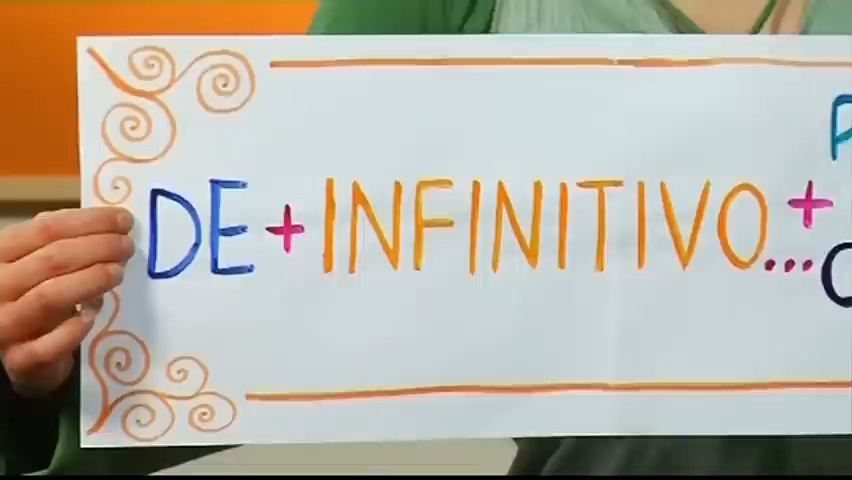 DE + INFINITIVO... +